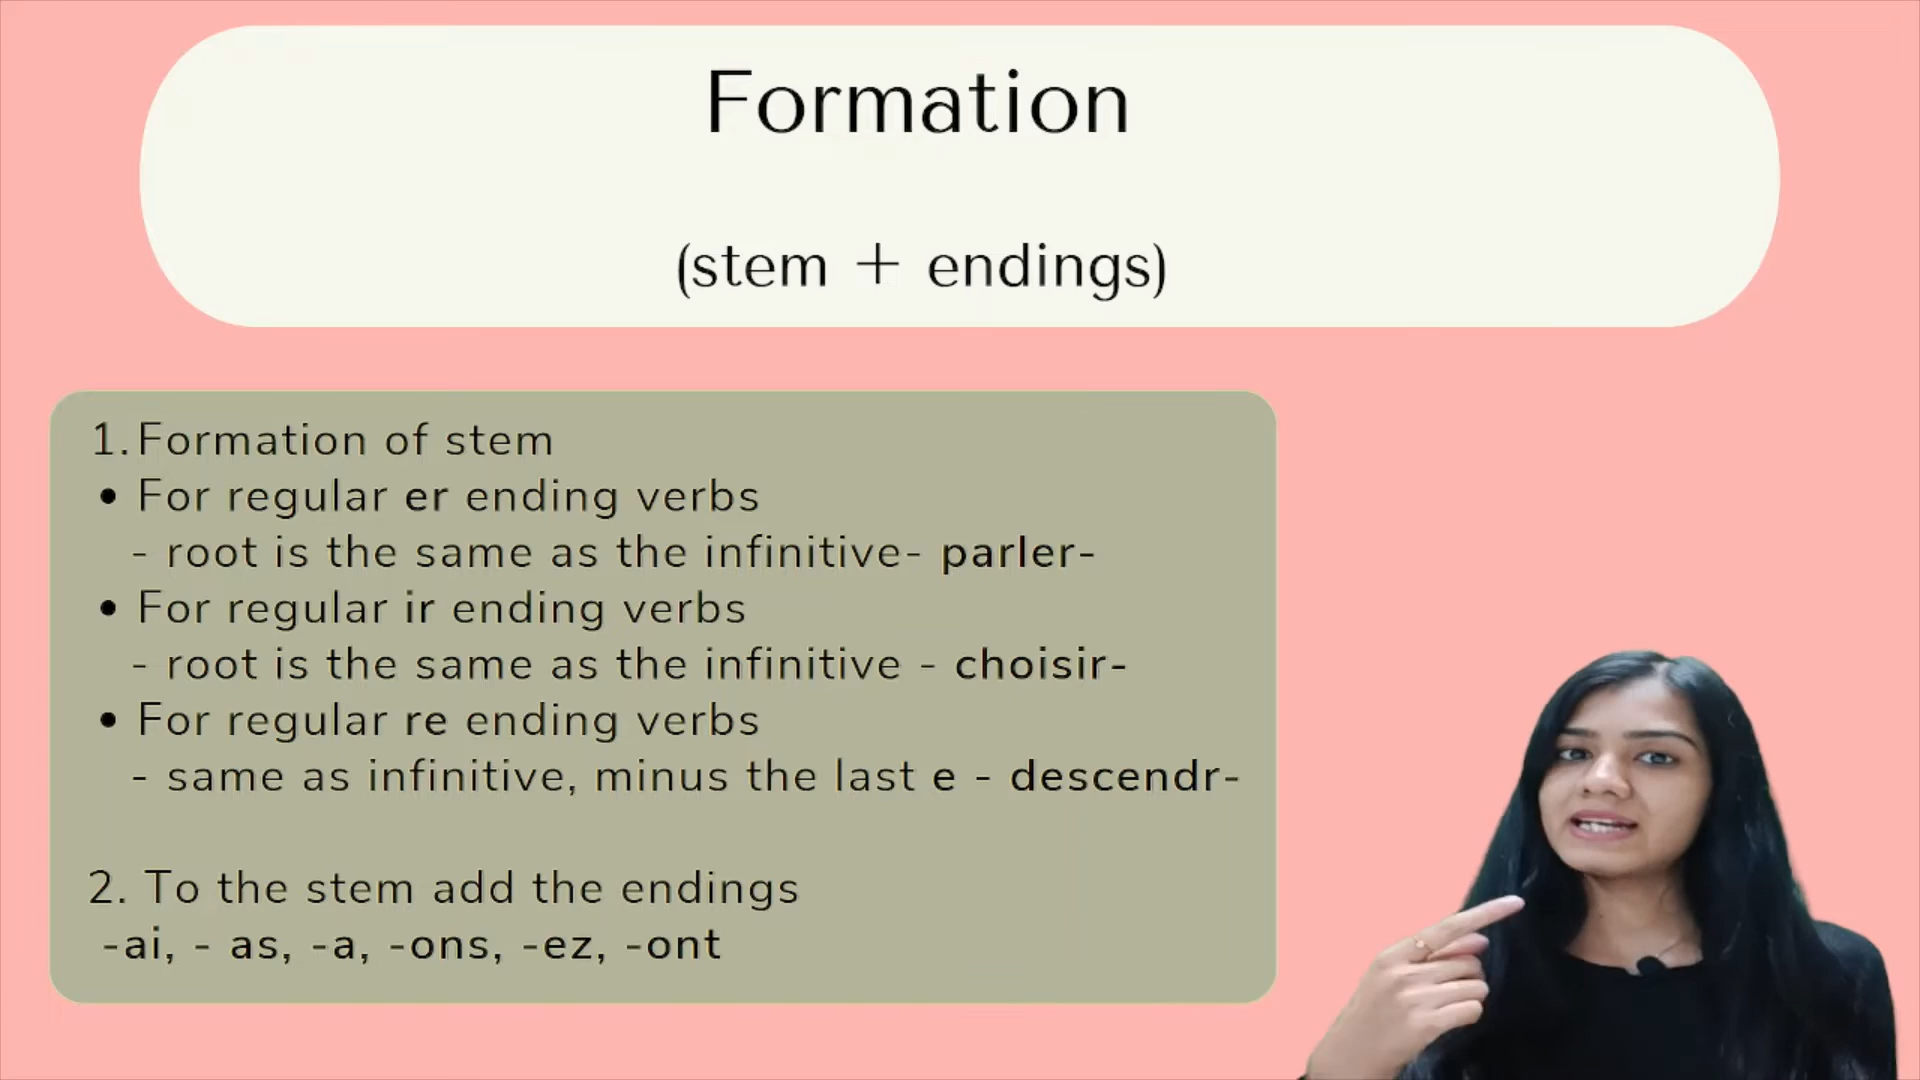 Formation
(stem + endings)
1. Formation of stem
• For regular er ending verbs
- root is the same as the infinitive- parler-
• For regular ir ending verbs
- root is the same as the infinitive - choisir-
• For regular re ending verbs
- same as infinitive, minus the last e - descendr-
2. To the stem add the endings
-ai, - as, -a, -ons, -ez, -ont